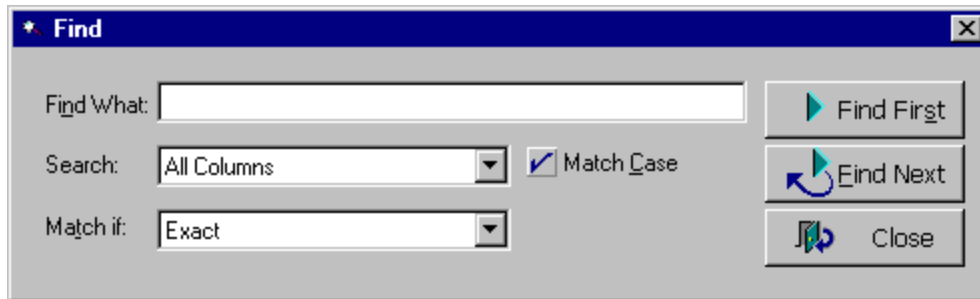 Find
Find What:
Find First
Search: All Columns Match Case
Find Next
Match if: Exact
Close